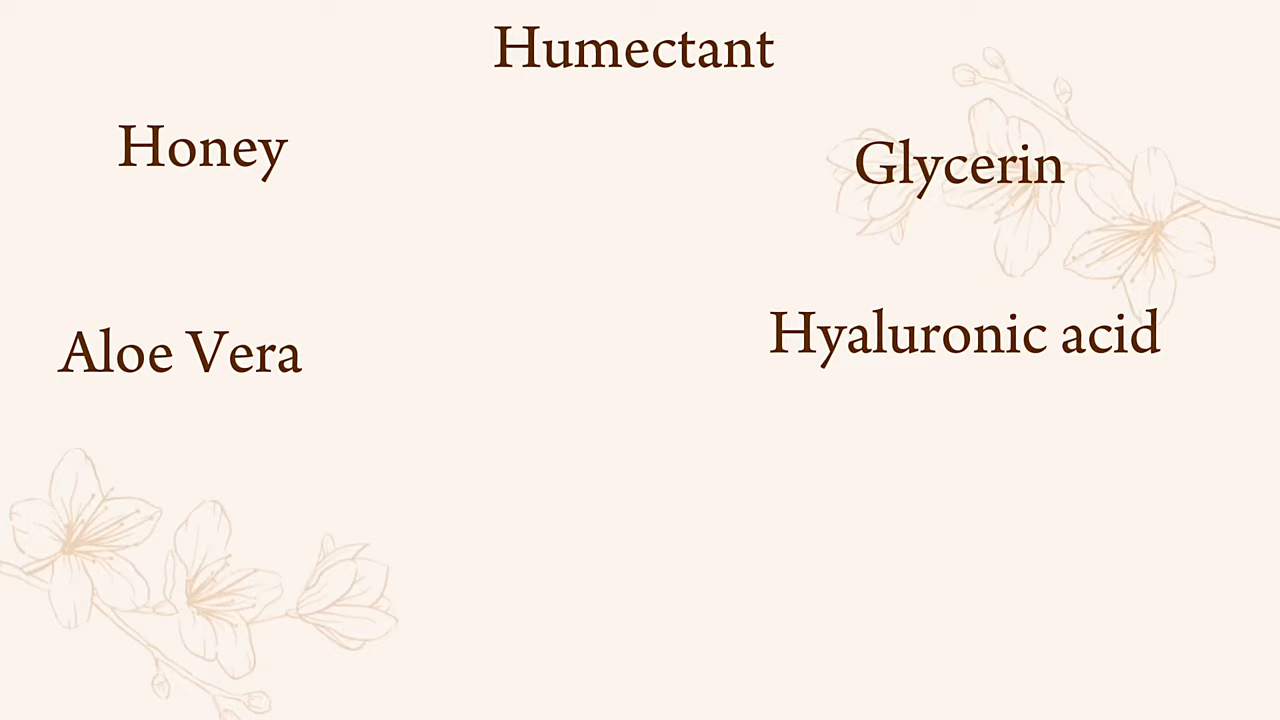 Humectant
Honey
Glycerin
Aloe Vera
Hyaluronic acid